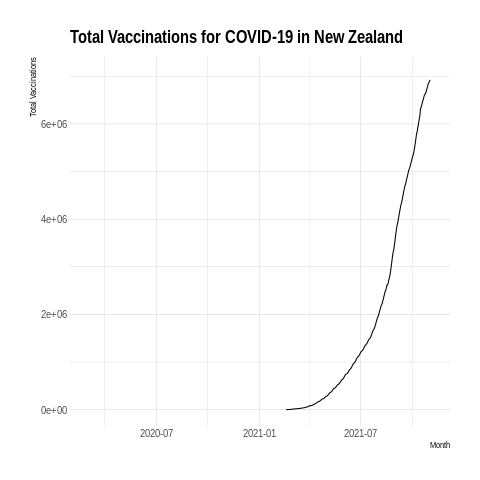 Total Vaccinations for COVID-19 in New Zealand
Total Vaccinations
6e+06
4e+06
2e+06
0e+00
2020-07
2021-01
2021-07
Month